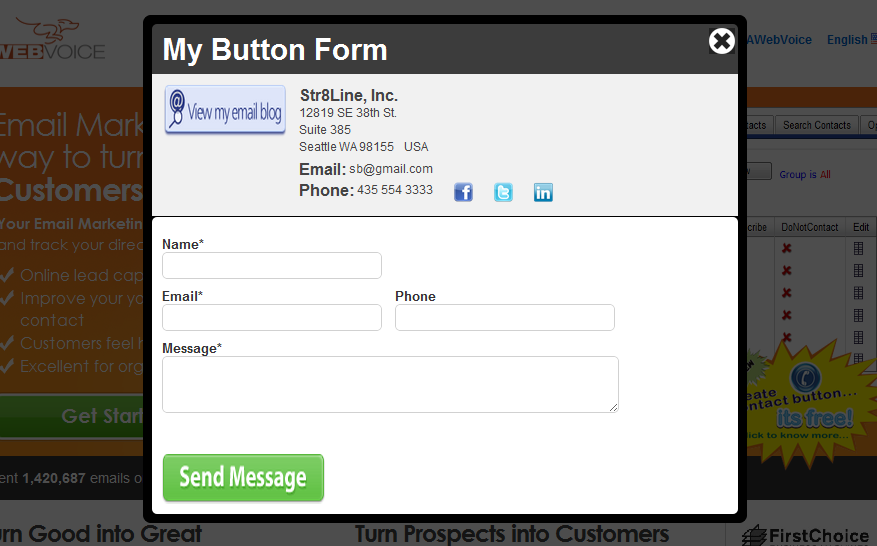 WEBVOICE
AWebVoice English
My Button Form
View my email blog
Str8Line, Inc.
12819 SE 38th St.
Suite 385
Seattle WA 98155 USA
Email: sb@gmail.com
Phone: 435 554 3333
Name*
Email* Phone
Message*
Send Message
Email Mark
way to turn
Customers
Your Email Marketin
and track your direc
Online lead cap
Improve your yo
contact
Customers feel h
Excellent for org
Get Start
ent 1,420,687 emails o
tacts Search Contacts Op
Group is All
DoNotContact Edit
eate
ntact button...
its free!
lick to know more...
urn Good into Great
Turn Prospects into Customers
FirstChoice